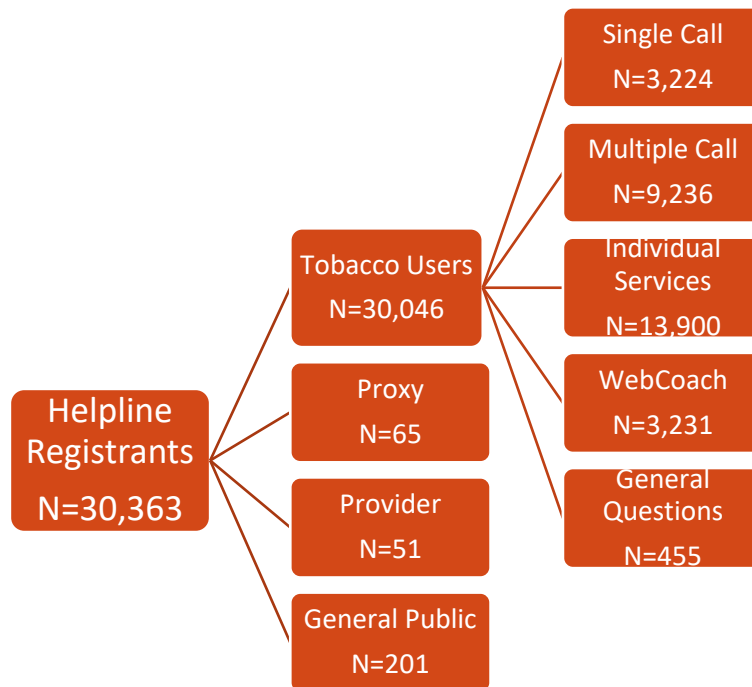 Helpline
Registrants
N=30,363
Tobacco Users
N=30,046
Proxy
N=65
Provider
N=51
General Public
N=201
Single Call
N=3,224
Multiple Call
N=9,236
Individual
Services
N=13,900
WebCoach
N=3,231
General
Questions
N=455